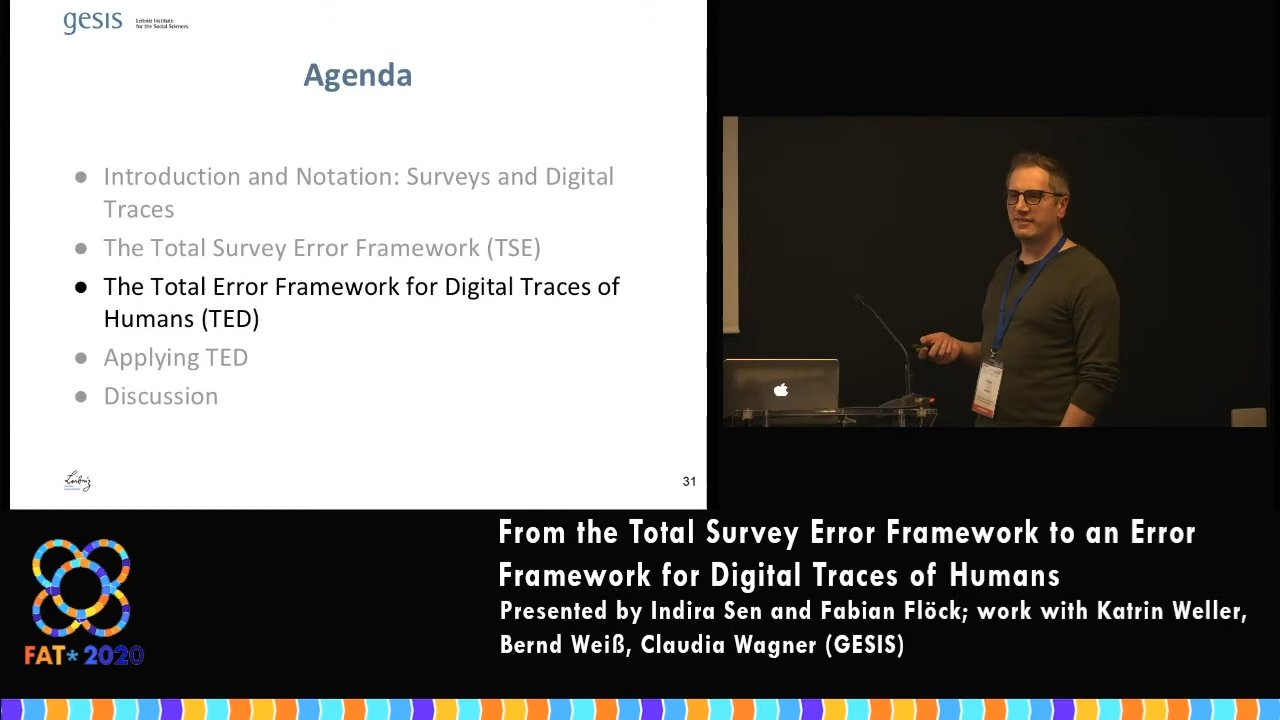 gesis
Leibniz Institute
for the Social Sciences
Agenda
● Introduction and Notation: Surveys and Digital
Traces
● The Total Survey Error Framework (TSE)
● The Total Error Framework for Digital Traces of
Humans (TED)
● Applying TED
● Discussion
Leibniz
31
From the Total Survey Error Framework to an Error
Framework for Digital Traces of Humans
Presented by Indira Sen and Fabian Flöck; work with Katrin Weller,
Bernd Weiß, Claudia Wagner (GESIS)
FAT* 2020